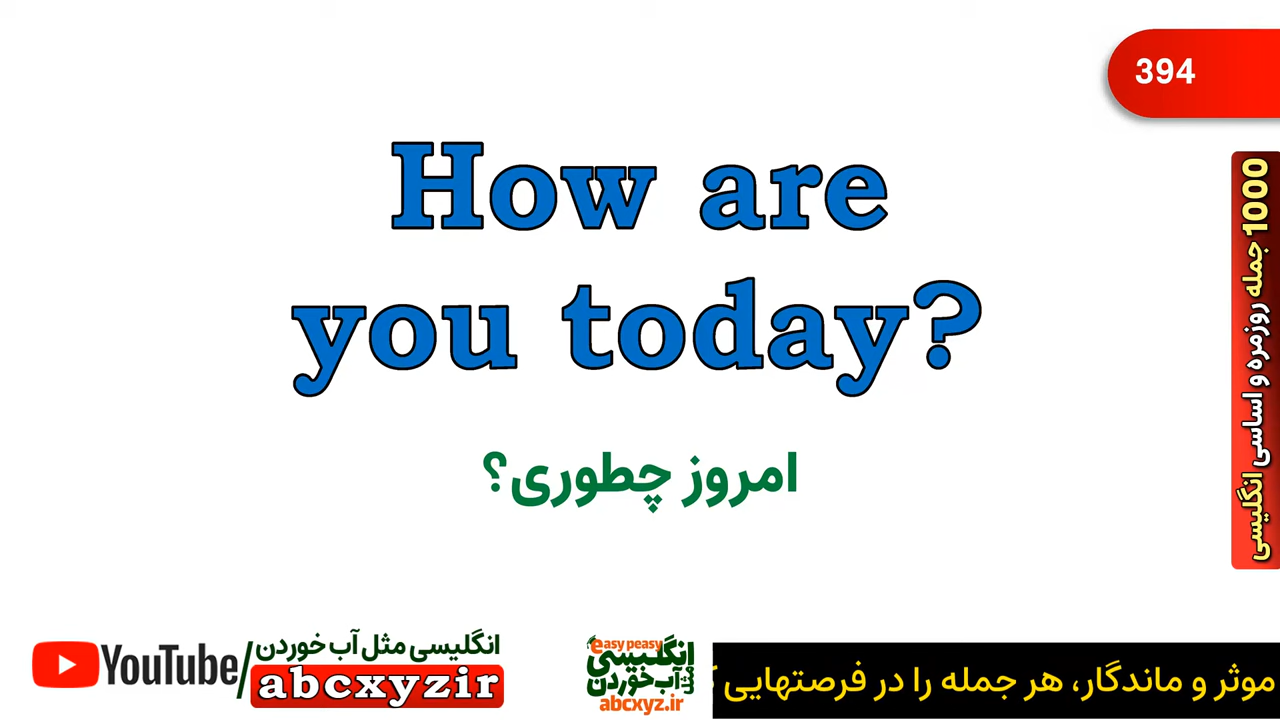 394
How are
you today?
امروز چطوری؟
1000 جمله روزمره و اساسی انگلیسی
YouTube/
انگلیسی مثل آب خوردن
abcxyzir
easy peasy
انگلیسی
مثل آب خوردن
abcxyz.ir
موثر و ماندگار، هر جمله را در فرصتهایی